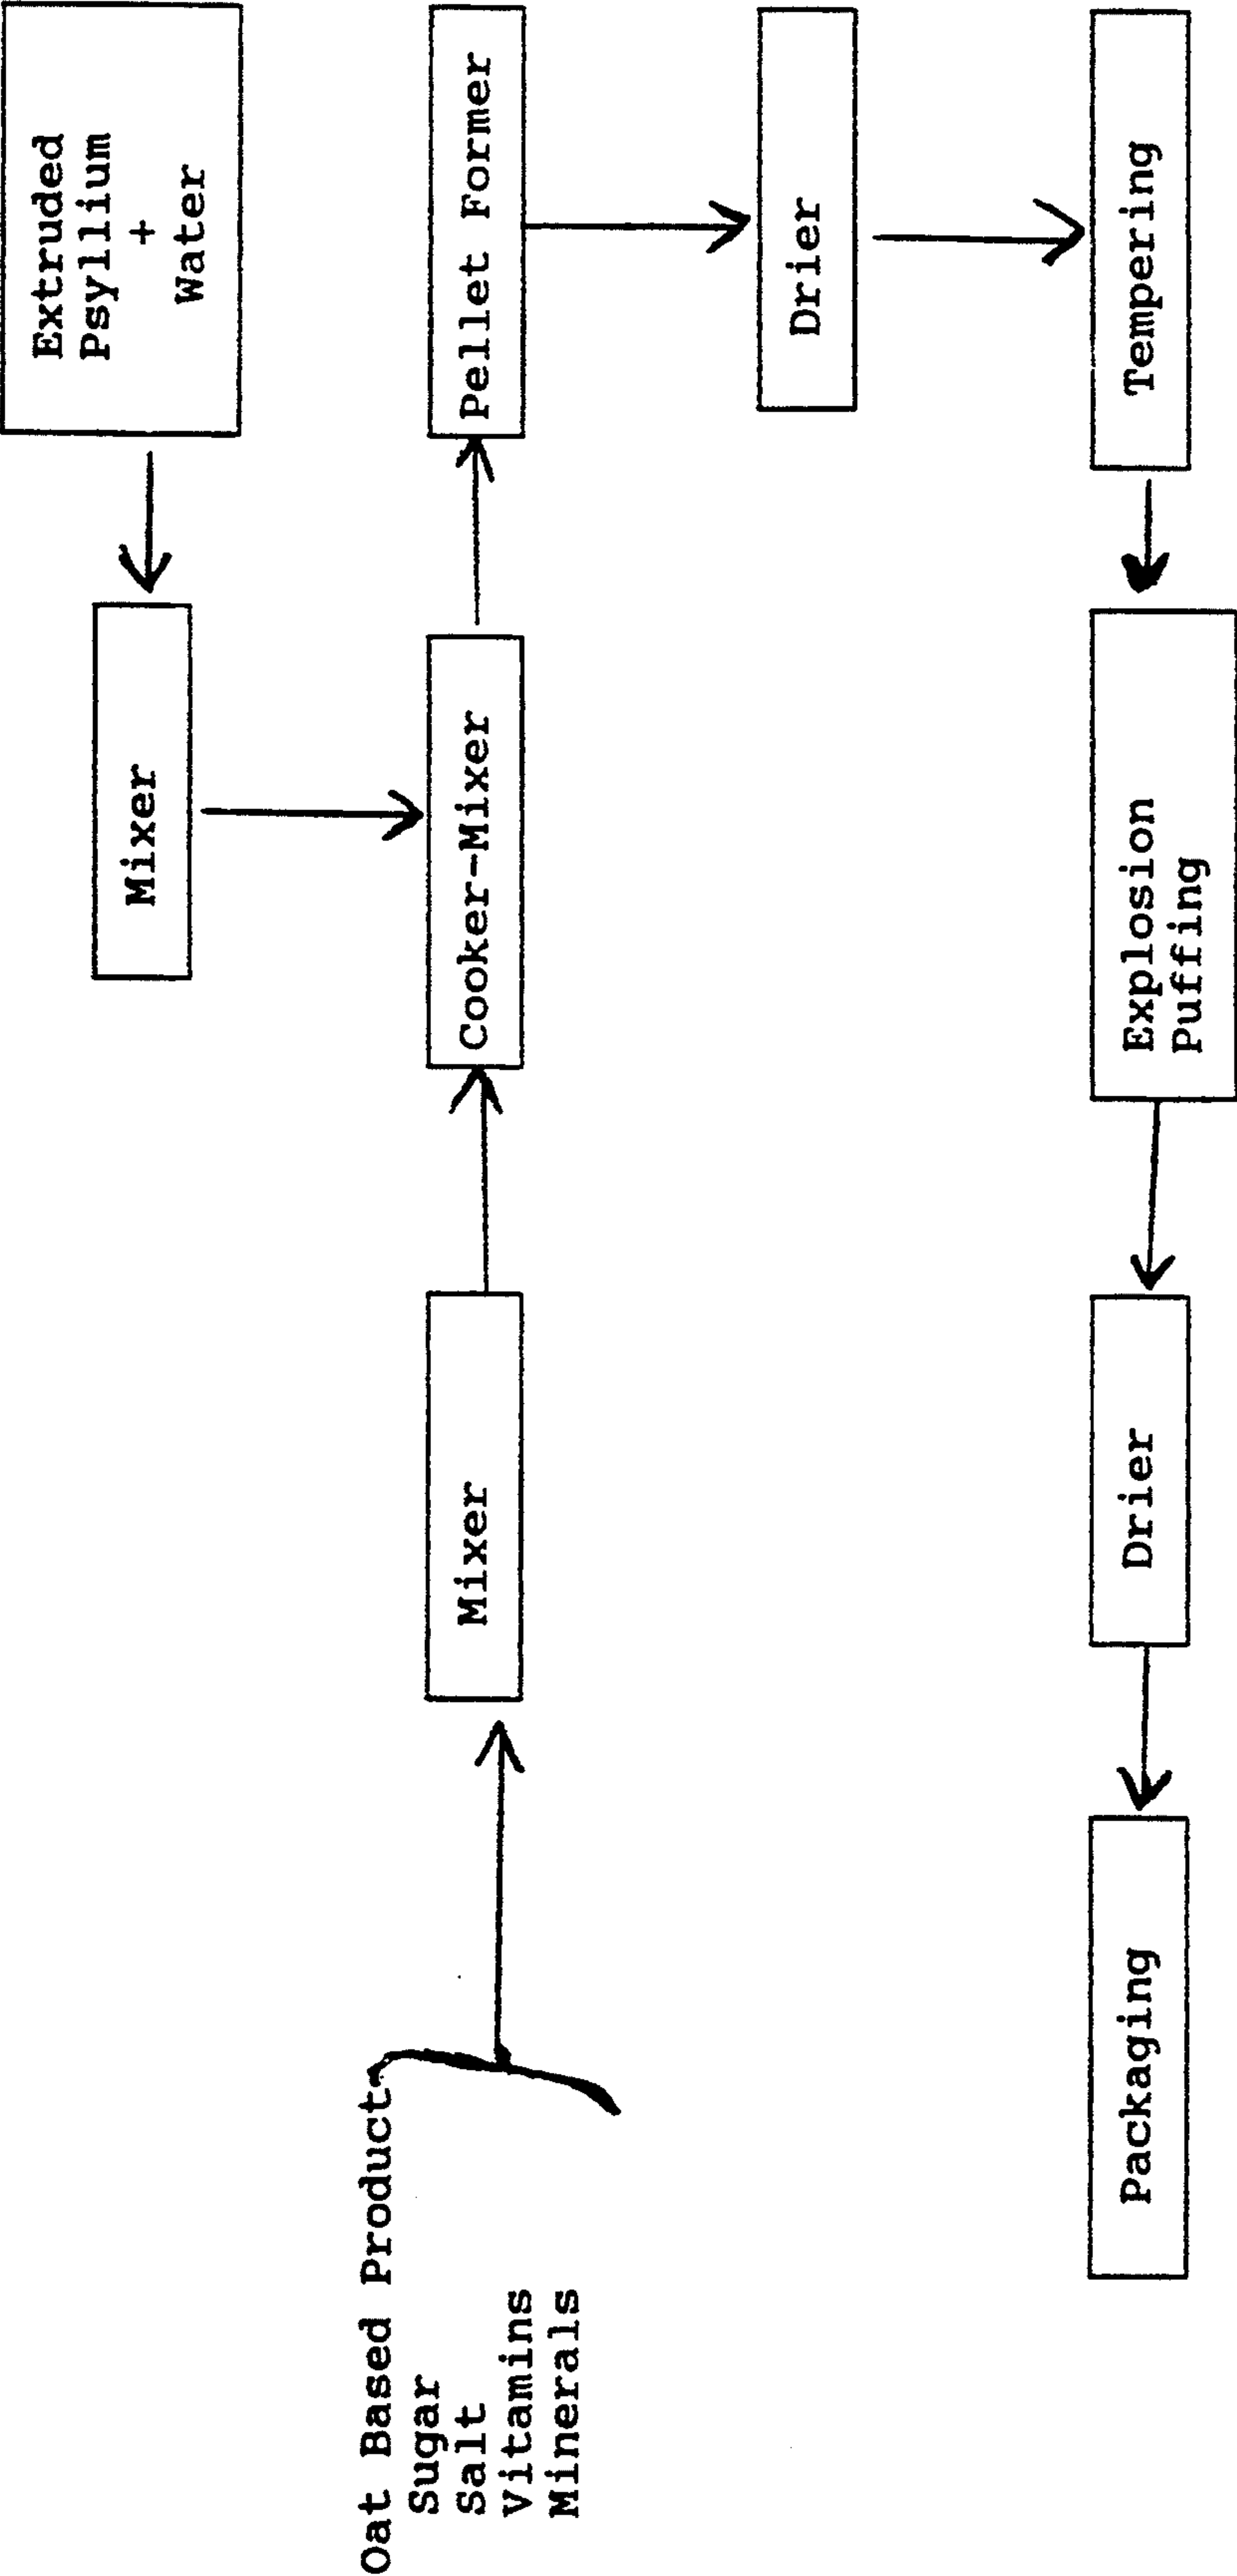 Extruded
Psyllium
+
Water
Mixer
Oat Based Product
Sugar
Salt
Vitamins
Minerals
Mixer
Cooker-Mixer
Pellet Former
Drier
Tempering
Explosion
Puffing
Drier
Packaging